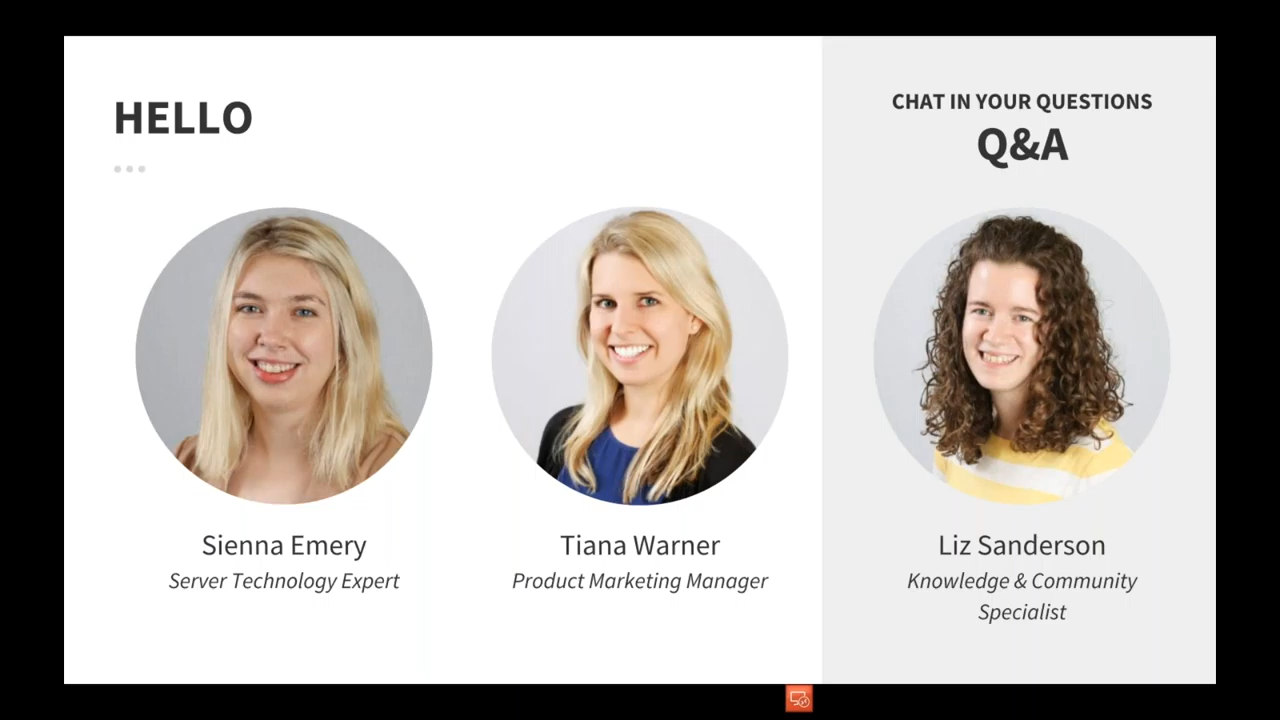 HELLO
CHAT IN YOUR QUESTIONS
Q&A
Sienna Emery
Server Technology Expert
Tiana Warner
Product Marketing Manager
Liz Sanderson
Knowledge & Community
Specialist